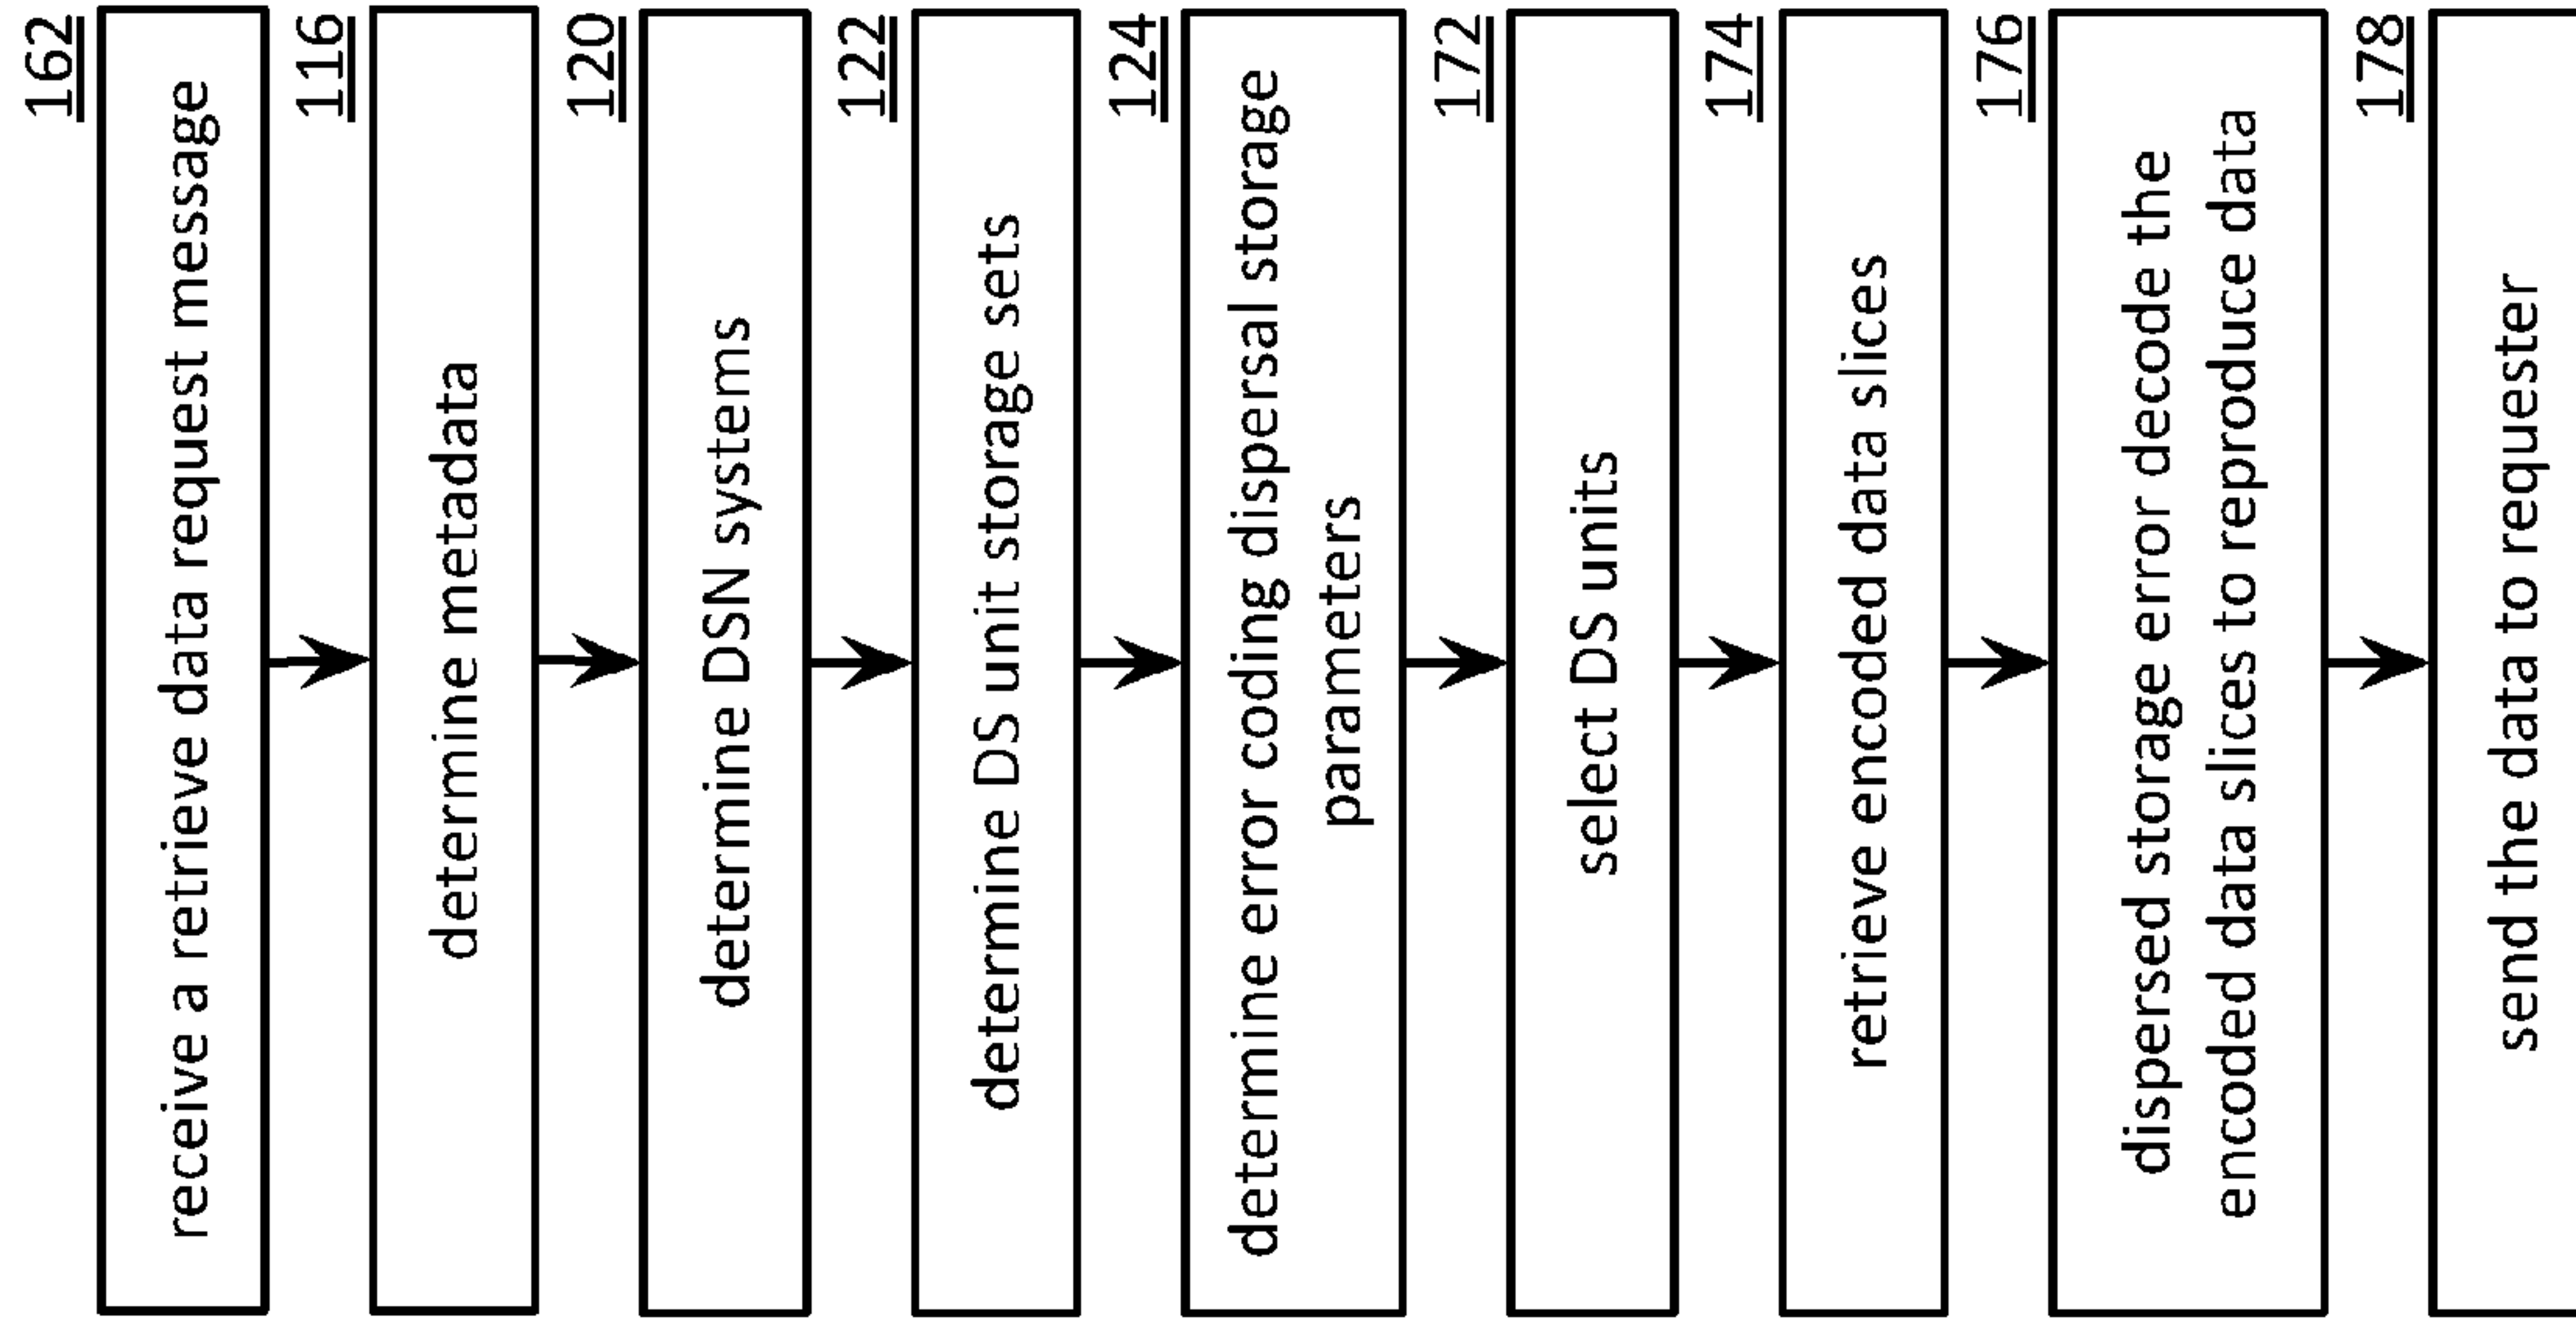 162
receive a retrieve data request message
116
determine metadata
120
determine DSN systems
122
determine DS unit storage sets
124
determine error coding dispersal storage
parameters
172
select DS units
174
retrieve encoded data slices
176
dispersed storage error decode the
encoded data slices to reproduce data
178
send the data to requester